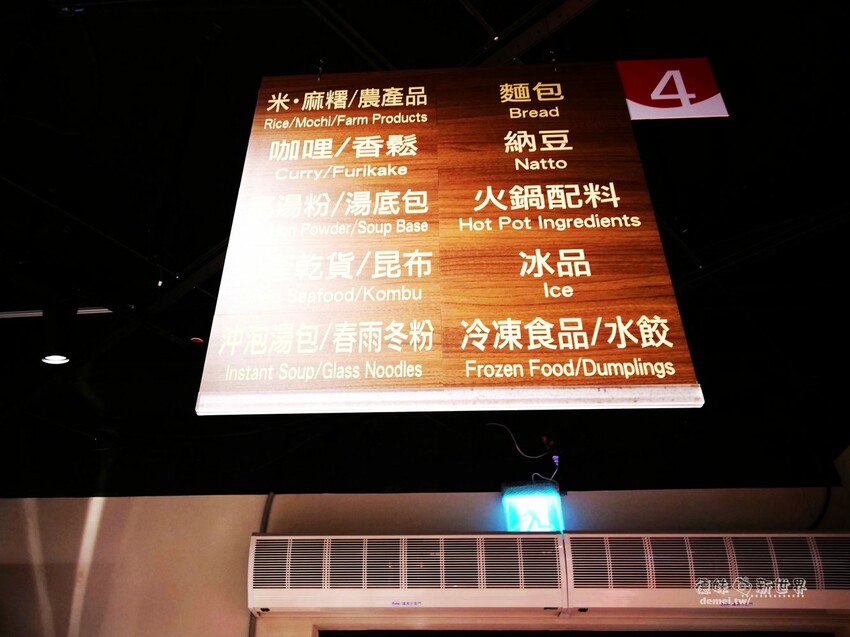 4
米・麻糬/農產品
Rice/Mochi/Farm Products
咖哩/香鬆
Curry/Furikake
湯粉/湯底包
Powder/Soup Base
乾貨/昆布
Seafood/Kombu
沖泡湯包/春雨冬粉
Instant Soup/Glass Noodles
麵包
Bread
納豆
Natto
火鍋配料
Hot Pot Ingredients
冰品
Ice
冷凍食品/水餃
Frozen Food/Dumplings
新世界
demei.tw/